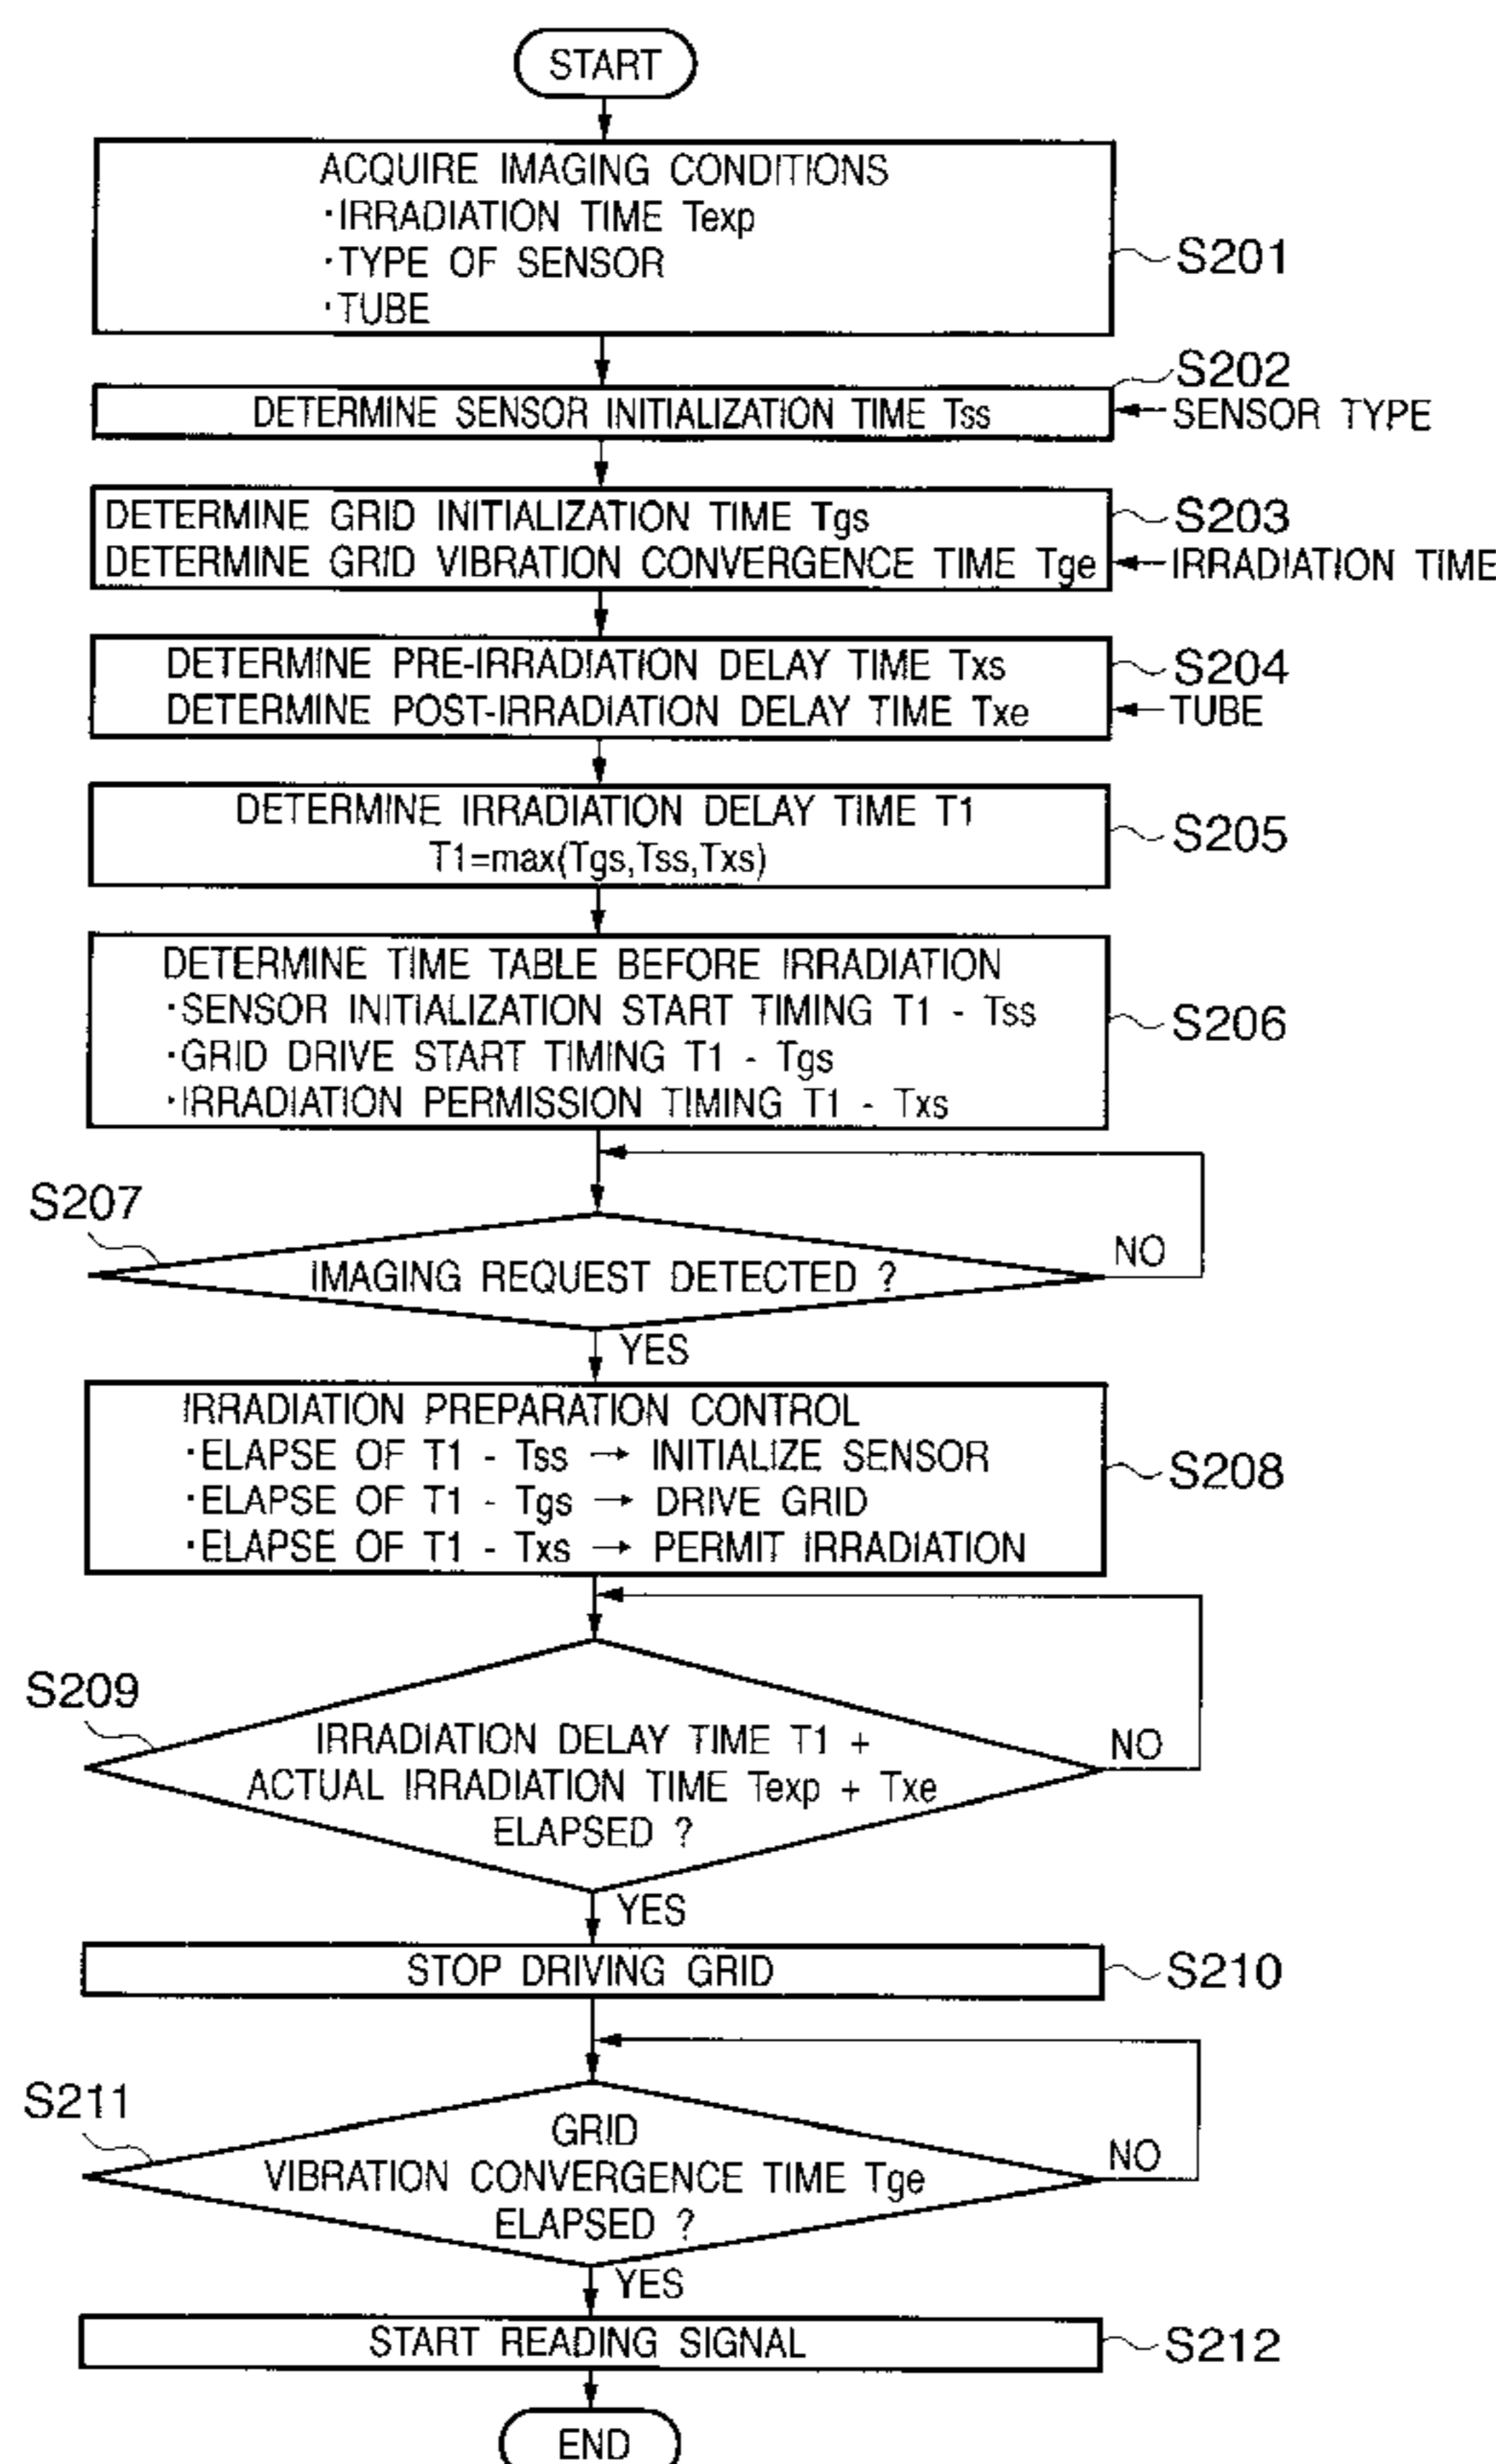 START
ACQUIRE IMAGING CONDITIONS
·IRRADIATION TIME Texp
·TYPE OF SENSOR
·TUBE
S201
S202
DETERMINE SENSOR INITIALIZATION TIME Tss
SENSOR TYPE
DETERMINE GRID INITIALIZATION TIME Tgs
S203
DETERMINE GRID VIBRATION CONVERGENCE TIME Tge
IRRADIATION TIME
DETERMINE PRE-IRRADIATION DELAY TIME Txs
S204
DETERMINE POST-IRRADIATION DELAY TIME Txe
TUBE
DETERMINE IRRADIATION DELAY TIME T1
T1=max(Tgs,Tss,Txs)
S205
DETERMINE TIME TABLE BEFORE IRRADIATION
·SENSOR INITIALIZATION START TIMING T1 - Tss
·GRID DRIVE START TIMING T1 - Tgs
·IRRADIATION PERMISSION TIMING T1 - Txs
S206
S207
IMAGING REQUEST DETECTED ?
NO
YES
IRRADIATION PREPARATION CONTROL
·ELAPSE OF T1 - Tss → INITIALIZE SENSOR
·ELAPSE OF T1 - Tgs → DRIVE GRID
·ELAPSE OF T1 - Txs → PERMIT IRRADIATION
S208
S209
IRRADIATION DELAY TIME T1 +
ACTUAL IRRADIATION TIME Texp + Txe
ELAPSED ?
NO
YES
STOP DRIVING GRID
S210
S211
GRID
VIBRATION CONVERGENCE TIME Tge
ELAPSED ?
NO
YES
START READING SIGNAL
S212
END